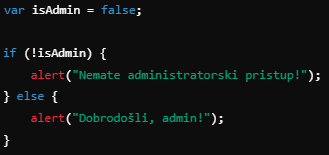 var isAdmin = false;
if (!isAdmin) {
    alert("Nemate administratorski pristup!");
} else {
    alert("Dobrodošli, admin!");
}